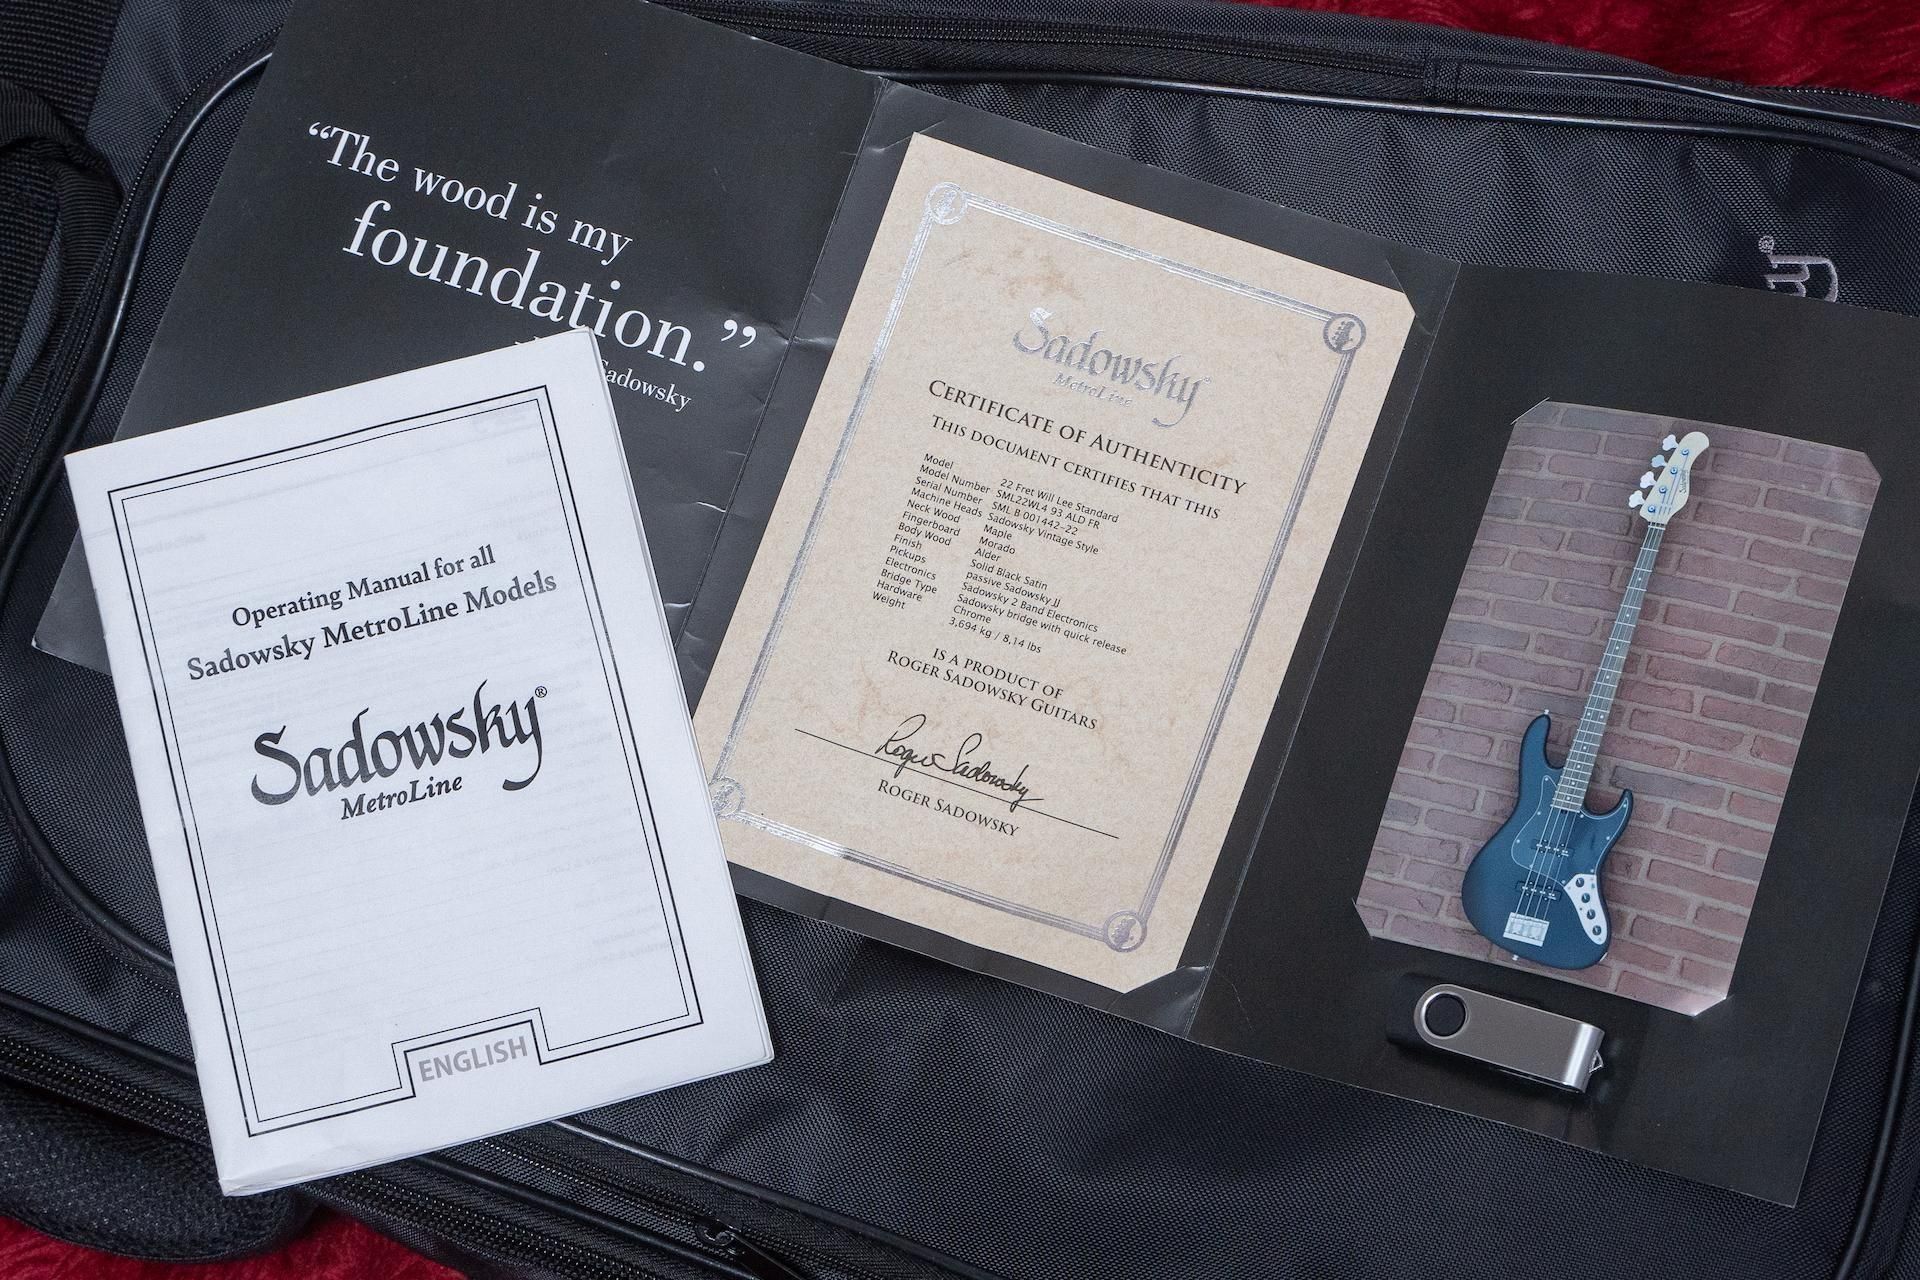 “The wood is my
foundation.”
Sadowsky
Operating Manual for all
Sadowsky MetroLine Models
Sadowsky®
MetroLine
ENGLISH
Sadowsky®
MetroLine
CERTIFICATE OF AUTHENTICITY
THIS DOCUMENT CERTIFIES THAT THIS
Model 22 Fret Will Lee Standard
Model Number SML22WL4 93 ALD FR
Serial Number SML B 001442-22
Machine Heads Sadowsky Vintage Style
Neck Wood Maple
Fingerboard Morado
Body Wood Alder
Finish Solid Black Satin
Pickups passive Sadowsky JJ
Electronics Sadowsky 2 Band Electronics
Bridge Type Sadowsky bridge with quick release
Hardware Chrome
Weight 3,694 kg / 8,14 lbs
IS A PRODUCT OF
ROGER SADOWSKY GUITARS
Roger Sadowsky
ROGER SADOWSKY
Sadowsky